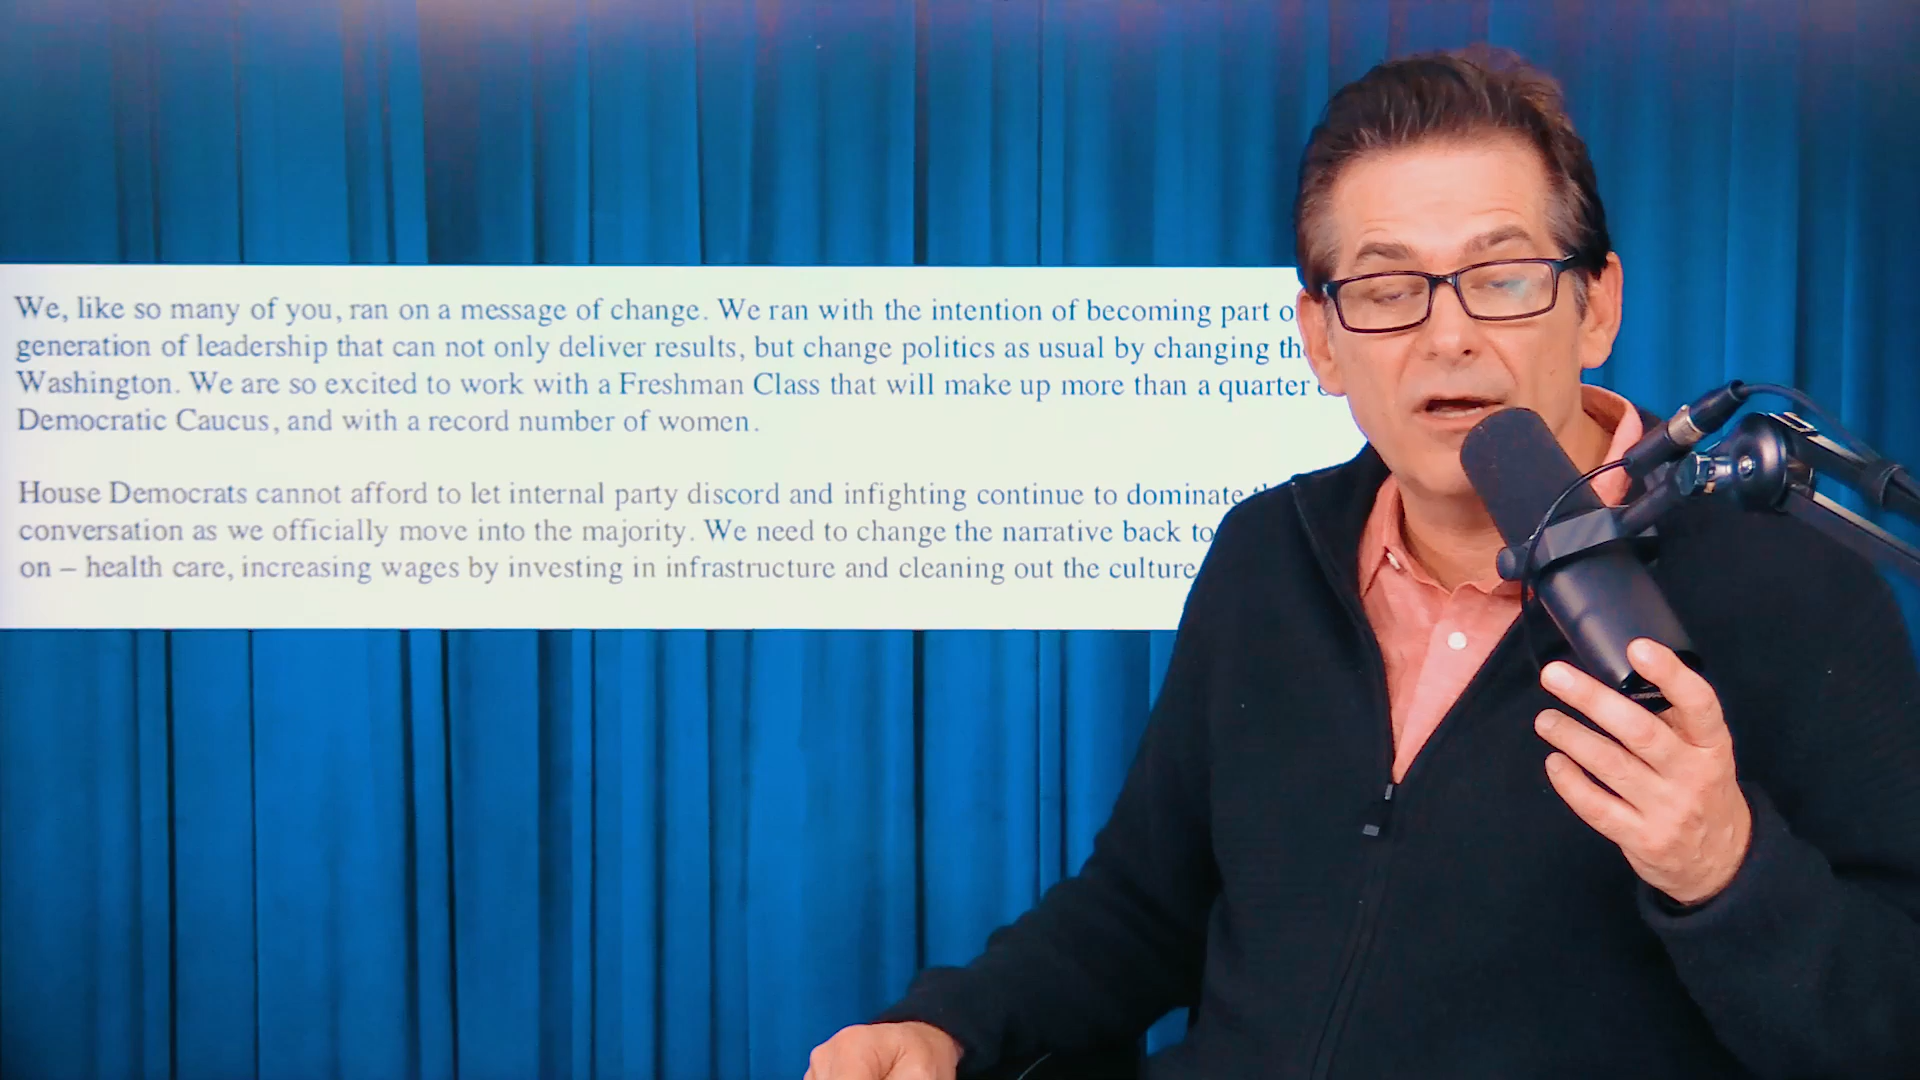 We, like so many of you, ran on a message of change. We ran with the intention of becoming part
generation of leadership that can not only deliver results, but change politics as usual by changing
Washington. We are so excited to work with a Freshman Class that will make up more than a quarter
Democratic Caucus, and with a record number of women.
House Democrats cannot afford to let internal party discord and infighting continue to dominate
conversation as we officially move into the majority. We need to change the narrative back to
on – health care, increasing wages by investing in infrastructure and cleaning out the culture